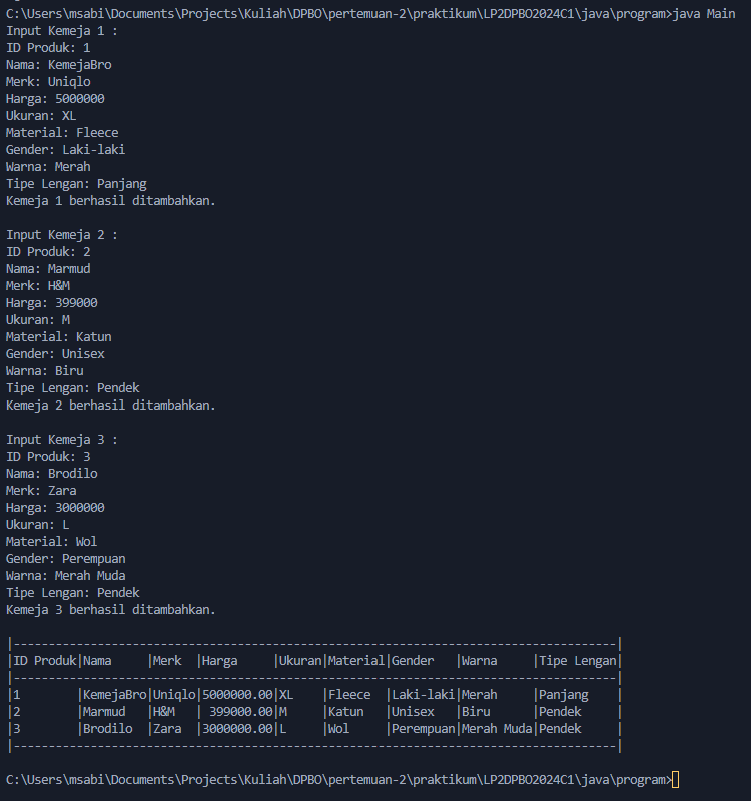 C:\Users\msabi\Documents\Projects\Kuliah\DPBO\pertemuan-2\praktikum\LP2DPBO2024C1\java\program>java Main
Input Kemeja 1 :
ID Produk: 1
Nama: KemejaBro
Merk: Uniqlo
Harga: 5000000
Ukuran: XL
Material: Fleece
Gender: Laki-laki
Warna: Merah
Tipe Lengan: Panjang
Kemeja 1 berhasil ditambahkan.

Input Kemeja 2 :
ID Produk: 2
Nama: Marmud
Merk: H&M
Harga: 399000
Ukuran: M
Material: Katun
Gender: Unisex
Warna: Biru
Tipe Lengan: Pendek
Kemeja 2 berhasil ditambahkan.

Input Kemeja 3 :
ID Produk: 3
Nama: Brodilo
Merk: Zara
Harga: 3000000
Ukuran: L
Material: Wol
Gender: Perempuan
Warna: Merah Muda
Tipe Lengan: Pendek
Kemeja 3 berhasil ditambahkan.

|--------------------------------------------------------------------------------------|
|ID Produk|Nama     |Merk  |Harga     |Ukuran|Material|Gender   |Warna     |Tipe Lengan|
|--------------------------------------------------------------------------------------|
|1        |KemejaBro|Uniqlo|5000000.00|XL    |Fleece  |Laki-laki|Merah     |Panjang    |
|2        |Marmud   |H&M   | 399000.00|M     |Katun   |Unisex   |Biru      |Pendek     |
|3        |Brodilo  |Zara  |3000000.00|L     |Wol     |Perempuan|Merah Muda|Pendek     |
|--------------------------------------------------------------------------------------|

C:\Users\msabi\Documents\Projects\Kuliah\DPBO\pertemuan-2\praktikum\LP2DPBO2024C1\java\program>